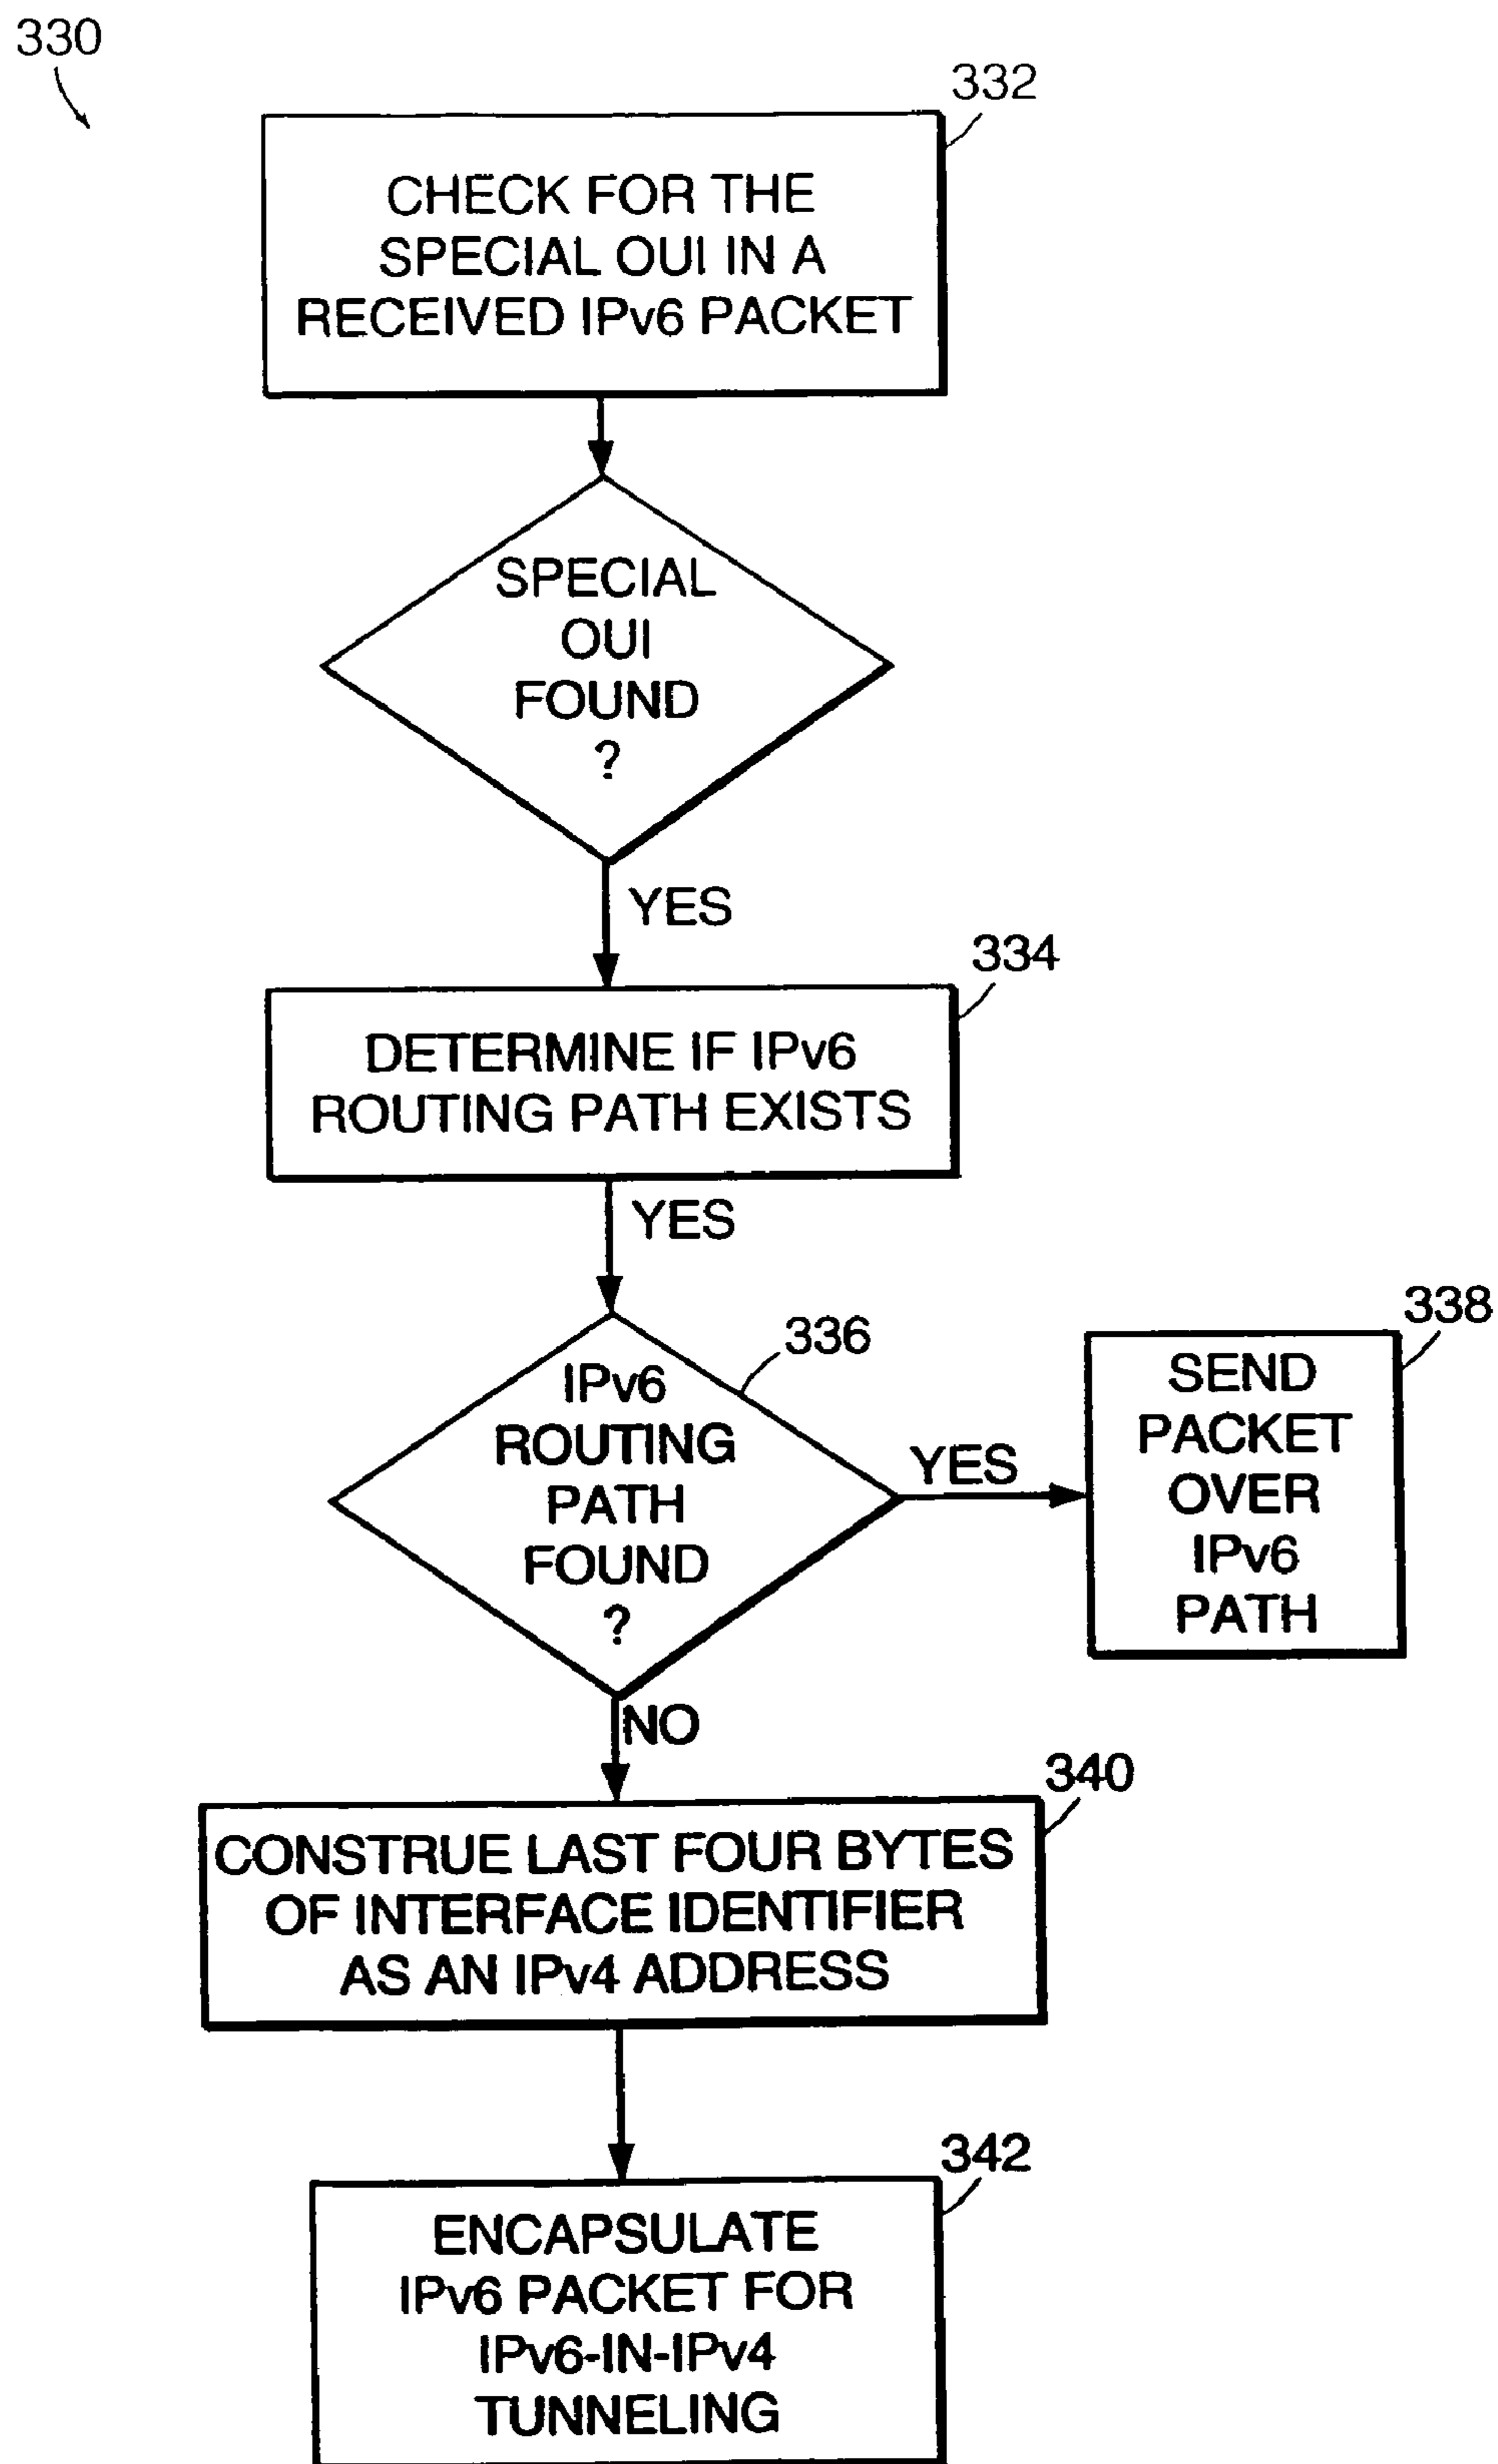 330
332
CHECK FOR THE
SPECIAL OUI IN A
RECEIVED IPv6 PACKET
SPECIAL
OUI
FOUND
?
YES
334
DETERMINE IF IPv6
ROUTING PATH EXISTS
YES
336
IPv6
ROUTING
PATH
FOUND
?
YES
338
SEND
PACKET
OVER
IPv6
PATH
NO
340
CONSTRUE LAST FOUR BYTES
OF INTERFACE IDENTIFIER
AS AN IPv4 ADDRESS
342
ENCAPSULATE
IPv6 PACKET FOR
IPv6-IN-IPv4
TUNNELING